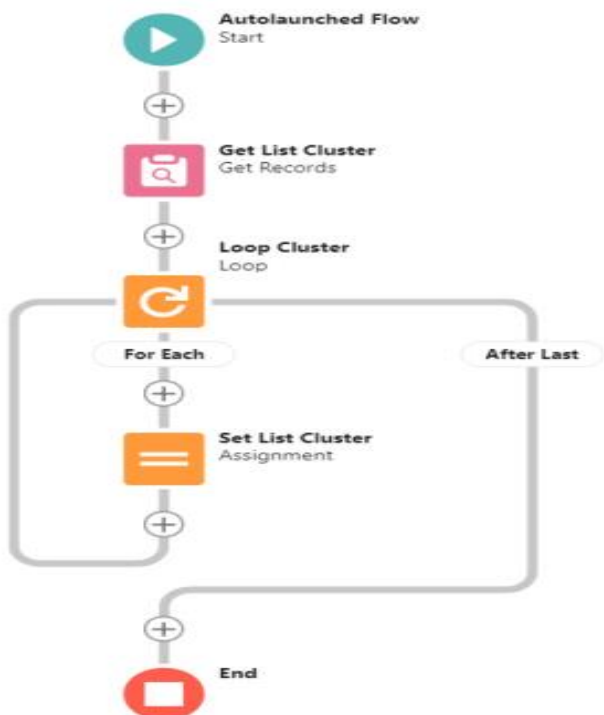 Autolaunched Flow
Start
Get List Cluster
Get Records
Loop Cluster
Loop
For Each
After Last
Set List Cluster
Assignment
End